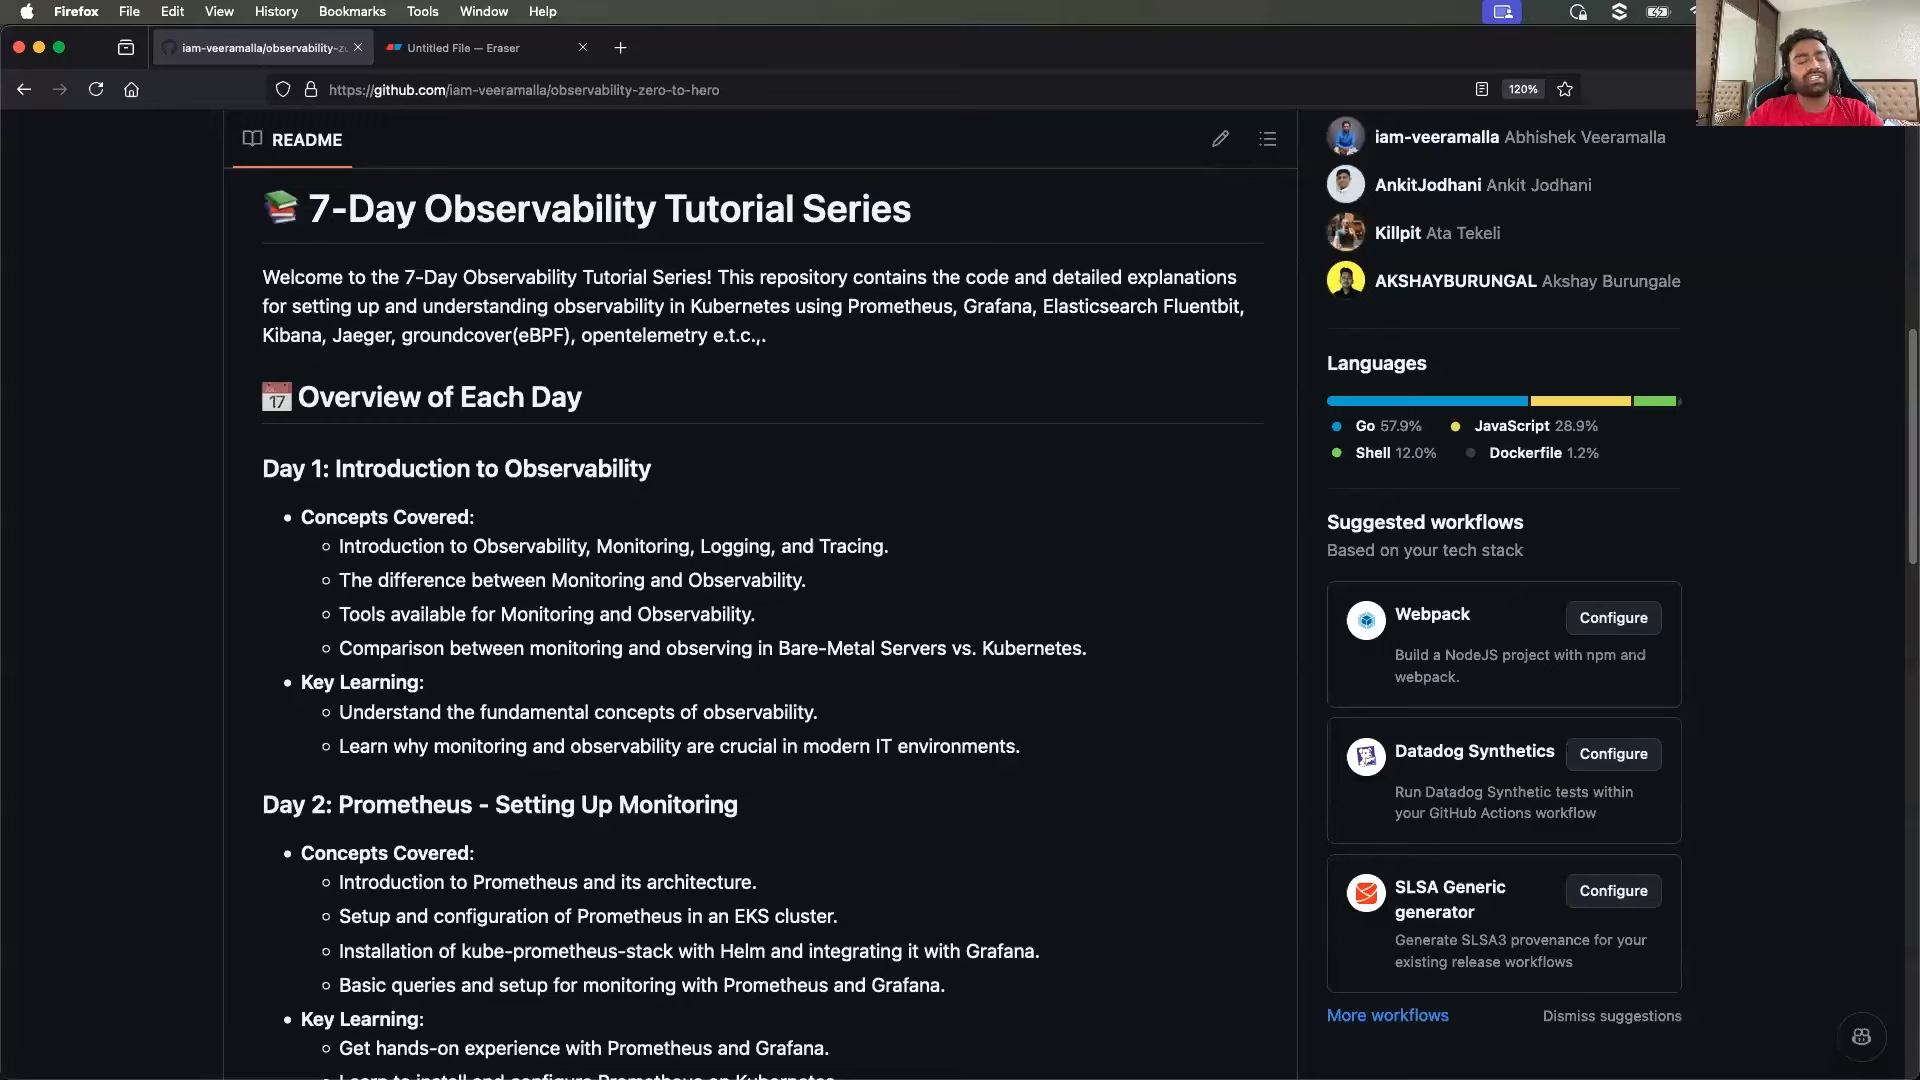 Firefox File Edit View History Bookmarks Tools Window Help
iam-veeramalla/observability-z
Untitled File — Eraser
https://github.com/iam-veeramalla/observability-zero-to-hero
120%
README
📚 7-Day Observability Tutorial Series
Welcome to the 7-Day Observability Tutorial Series! This repository contains the code and detailed explanations
for setting up and understanding observability in Kubernetes using Prometheus, Grafana, Elasticsearch Fluentbit,
Kibana, Jaeger, groundcover(eBPF), opentelemetry e.t.c.,.
📅 Overview of Each Day
Day 1: Introduction to Observability
• Concepts Covered:
◦ Introduction to Observability, Monitoring, Logging, and Tracing.
◦ The difference between Monitoring and Observability.
◦ Tools available for Monitoring and Observability.
◦ Comparison between monitoring and observing in Bare-Metal Servers vs. Kubernetes.
• Key Learning:
◦ Understand the fundamental concepts of observability.
◦ Learn why monitoring and observability are crucial in modern IT environments.
Day 2: Prometheus - Setting Up Monitoring
• Concepts Covered:
◦ Introduction to Prometheus and its architecture.
◦ Setup and configuration of Prometheus in an EKS cluster.
◦ Installation of kube-prometheus-stack with Helm and integrating it with Grafana.
◦ Basic queries and setup for monitoring with Prometheus and Grafana.
• Key Learning:
◦ Get hands-on experience with Prometheus and Grafana.
◦ Learn to install and configure Prometheus on Kubernetes.
iam-veeramalla Abhishek Veeramalla
AnkitJodhani Ankit Jodhani
Killpit Ata Tekeli
AKSHAYBURUNGAL Akshay Burungale
Languages
Go 57.9% JavaScript 28.9%
Shell 12.0% Dockerfile 1.2%
Suggested workflows
Based on your tech stack
Webpack Configure
Build a NodeJS project with npm and
webpack.
Datadog Synthetics Configure
Run Datadog Synthetic tests within
your GitHub Actions workflow
SLSA Generic
generator
Configure
Generate SLSA3 provenance for your
existing release workflows
More workflows Dismiss suggestions